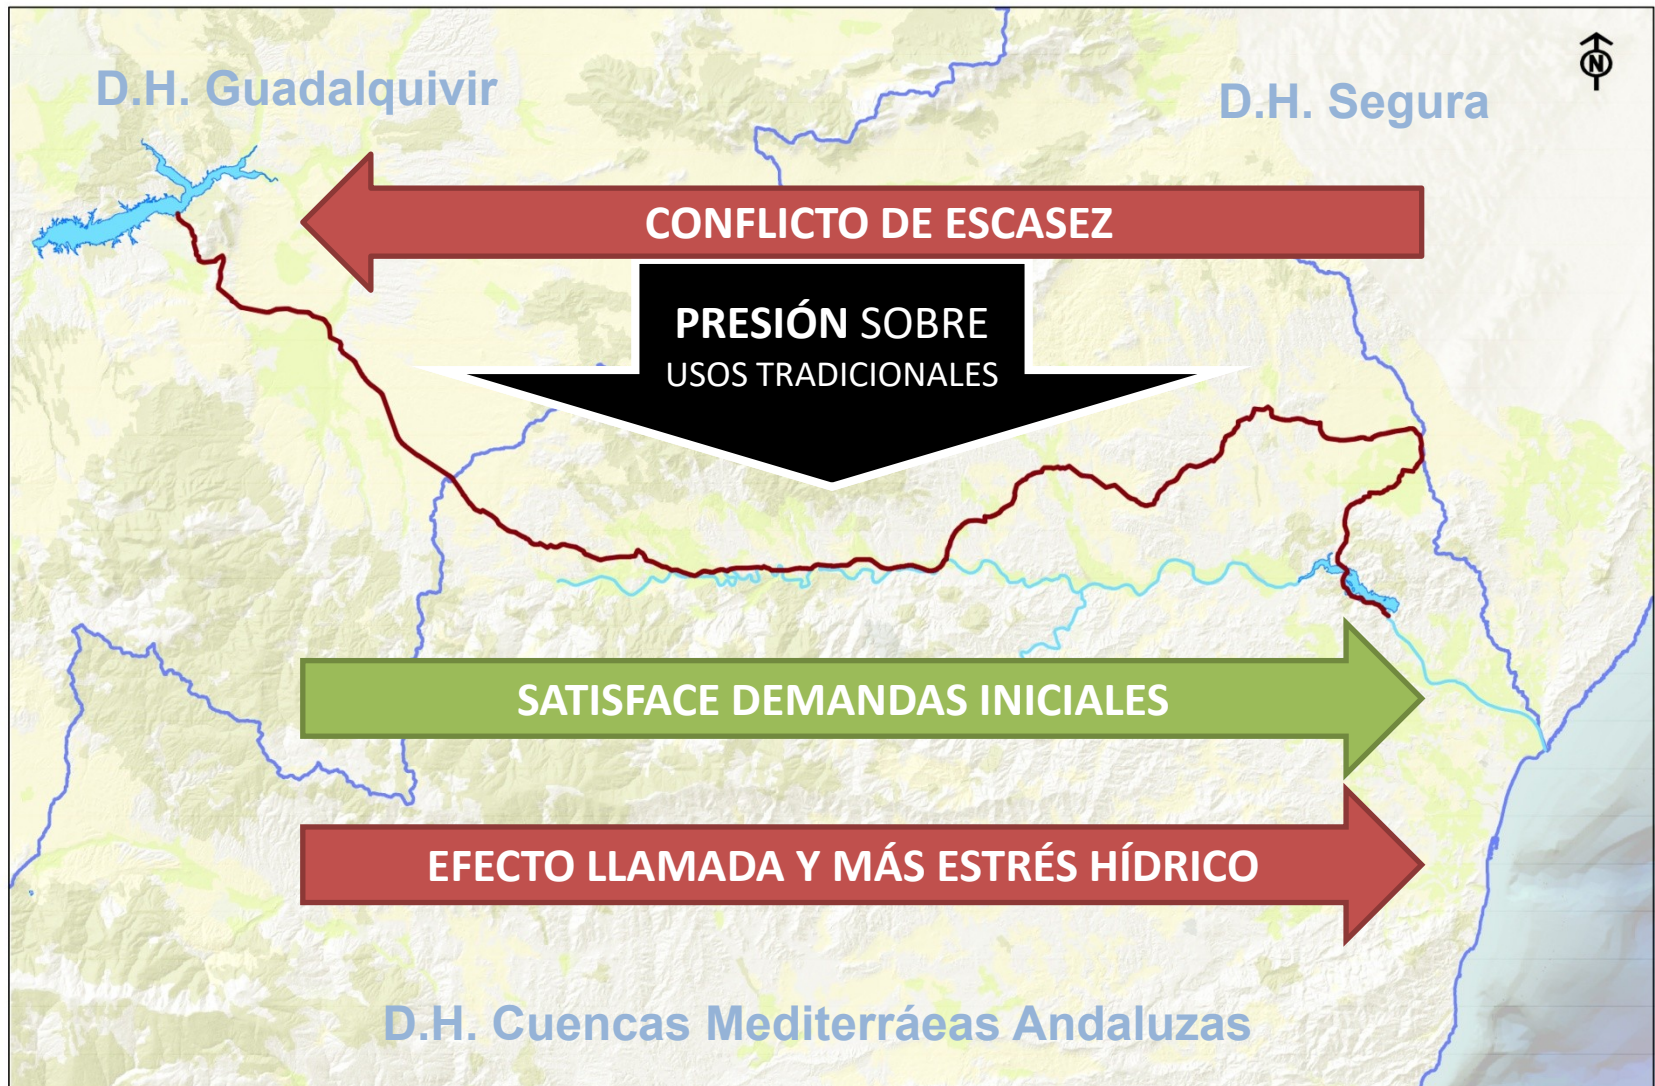 D.H. Guadalquivir
D.H. Segura
N
CONFLICTO DE ESCASEZ
PRESIÓN SOBRE
USOS TRADICIONALES
SATISFACE DEMANDAS INICIALES
EFECTO LLAMADA Y MÁS ESTRÉS HÍDRICO
D.H. Cuencas Mediterráeas Andaluzas